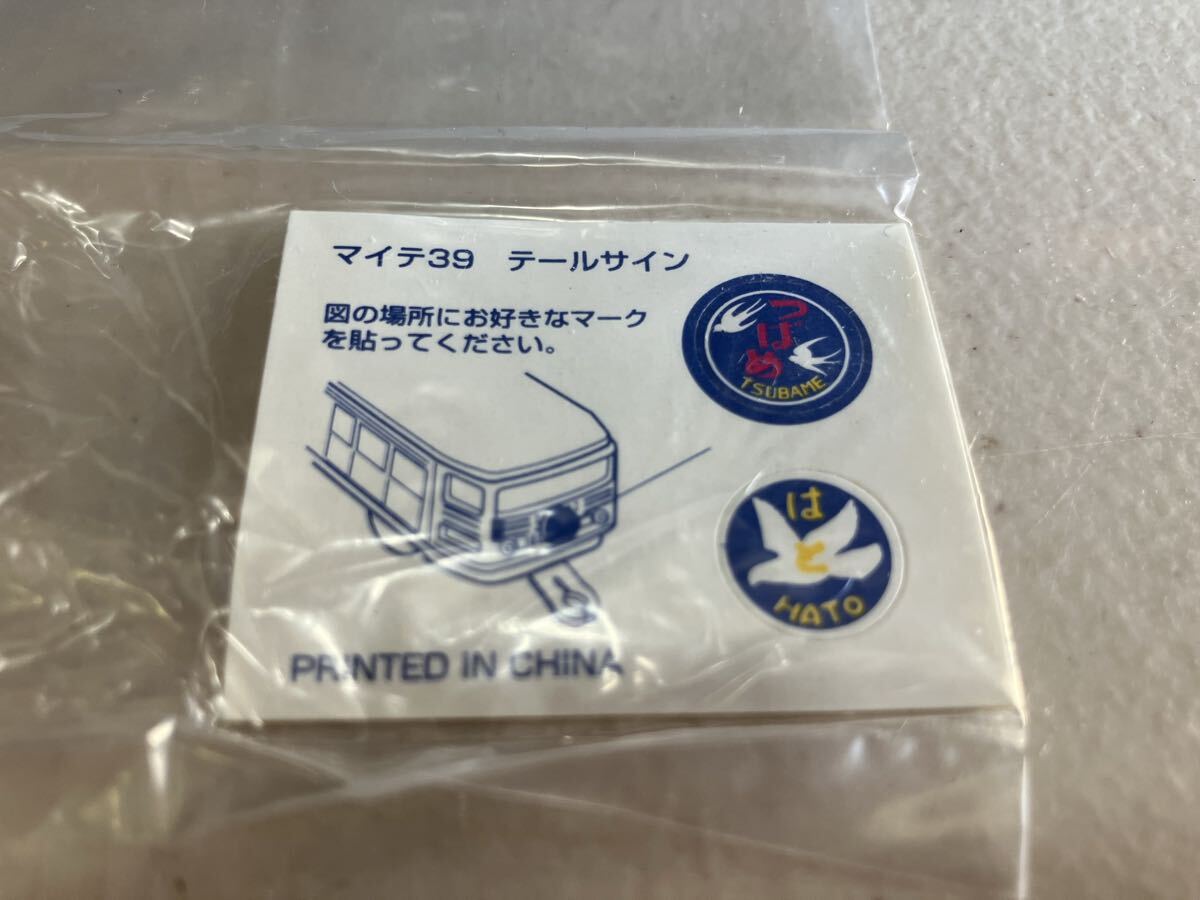 マイテ39　テールサイン
図の場所にお好きなマーク
を貼ってください。
つばめ
TSUBAME
はと
HATO
PRINTED IN CHINA